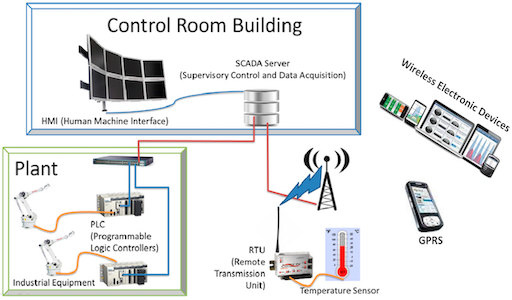 Control Room Building
SCADA Server
(Supervisory Control and Data Acquisition)
HMI (Human Machine Interface)
Wireless Electronic Devices
Plant
PLC
(Programmable
Logic Controllers)
Industrial Equipment
RTU
(Remote
Transmission
Unit)
Temperature Sensor
GPRS
°F
°C